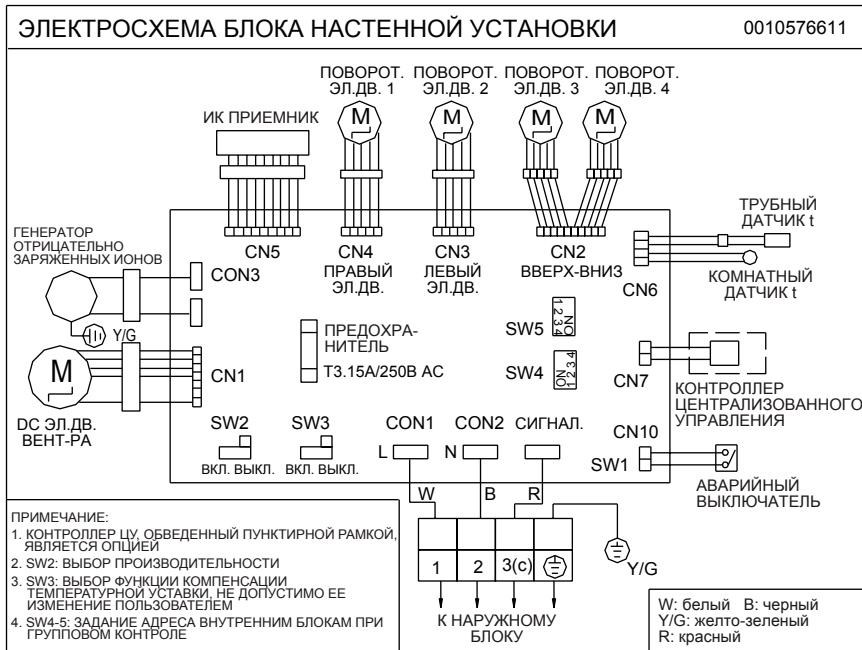 ЭЛЕКТРОСХЕМА БЛОКА НАСТЕННОЙ УСТАНОВКИ
0010576611
ПОВОРОТ.
ЭЛ.ДВ. 1
ПОВОРОТ.
ЭЛ.ДВ. 2
ПОВОРОТ.
ЭЛ.ДВ. 3
ПОВОРОТ.
ЭЛ.ДВ. 4
ИК ПРИЕМНИК
M
M
M
M
ТРУБНЫЙ
ДАТЧИК t
ГЕНЕРАТОР
ОТРИЦАТЕЛЬНО
ЗАРЯЖЕННЫХ ИОНОВ
CN5
CN4
ПРАВЫЙ
ЭЛ.ДВ.
CN3
ЛЕВЫЙ
ЭЛ.ДВ.
CN2
ВВЕРХ-ВНИЗ
CON3
CN6
КОМНАТНЫЙ
ДАТЧИК t
Y/G
ПРЕДОХРА-
НИТЕЛЬ
T3.15A/250В AC
SW5
1 2 3 4
ON
SW4
ON
1 2 3 4
M
CN1
DC ЭЛ.ДВ.
ВЕНТ-РА
CN7
КОНТРОЛЛЕР
ЦЕНТРАЛИЗОВАННОГО
УПРАВЛЕНИЯ
SW2
ВКЛ. ВЫКЛ.
SW3
ВКЛ. ВЫКЛ.
CON1
L
CON2
N
СИГНАЛ.
CN10
SW1
АВАРИЙНЫЙ
ВЫКЛЮЧАТЕЛЬ
W
B
R
Y/G
1
2
3(c)
К НАРУЖНОМУ
БЛОКУ
ПРИМЕЧАНИЕ:
1. КОНТРОЛЛЕР ЦУ, ОБВЕДЕННЫЙ ПУНКТИРНОЙ РАМКОЙ,
ЯВЛЯЕТСЯ ОПЦИЕЙ
2. SW2: ВЫБОР ПРОИЗВОДИТЕЛЬНОСТИ
3. SW3: ВЫБОР ФУНКЦИИ КОМПЕНСАЦИИ
ТЕМПЕРАТУРНОЙ УСТАВКИ, НЕ ДОПУСТИМО ЕЕ
ИЗМЕНЕНИЕ ПОЛЬЗОВАТЕЛЕМ
4. SW4-5: ЗАДАНИЕ АДРЕСА ВНУТРЕННИМ БЛОКАМ ПРИ
ГРУППОВОМ КОНТРОЛЕ
W: белый B: черный
Y/G: желто-зеленый
R: красный